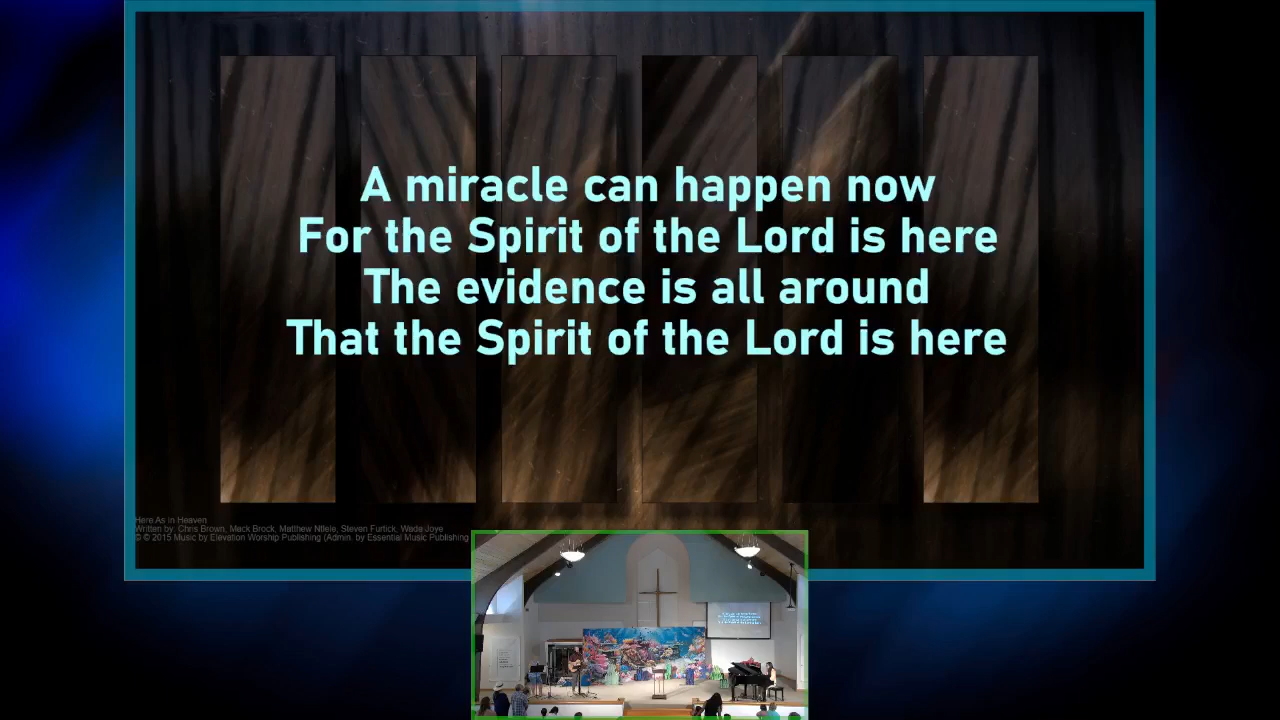 A miracle can happen now
For the Spirit of the Lord is here
The evidence is all around
That the Spirit of the Lord is here
Here As in Heaven
Written by: Chris Brown, Mack Brock, Matthew Ntlele, Steven Furtick, Wade Joye
© © 2015 Music by Elevation Worship Publishing (Admin. by Essential Music Publishing